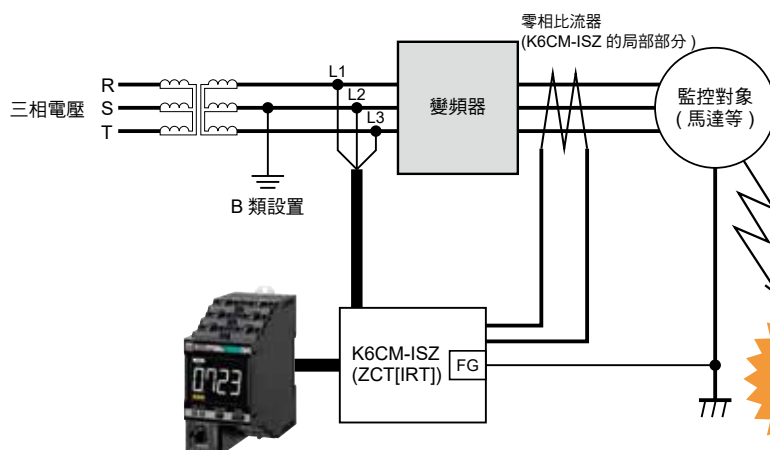 零相比流器
(K6CM-ISZ 的局部部分 )
三相電壓
R
S
T
L1
L2
L3
變頻器
監控對象
( 馬達等 )
B 類設置
K6CM-ISZ
(ZCT[IRT])
FG
0723